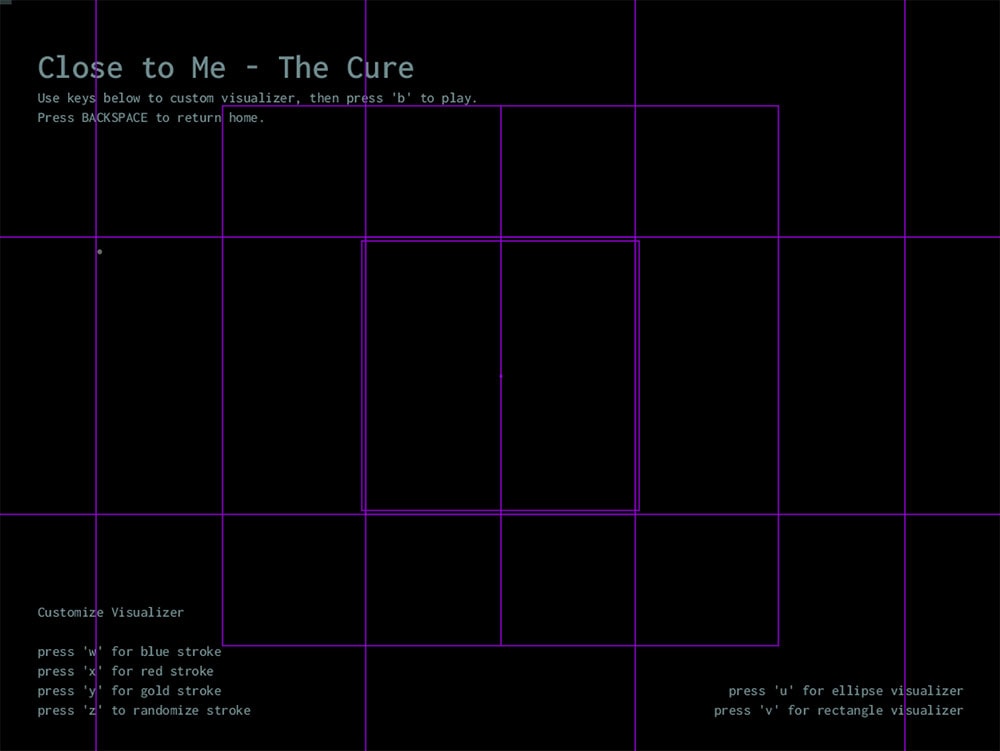 Close to Me - The Cure
Use keys below to custom visualizer, then press 'b' to play.
Press BACKSPACE to return home.
Customize Visualizer
press 'w' for blue stroke
press 'x' for red stroke
press 'y' for gold stroke
press 'z' to randomize stroke
press 'u' for ellipse visualizer
press 'v' for rectangle visualizer